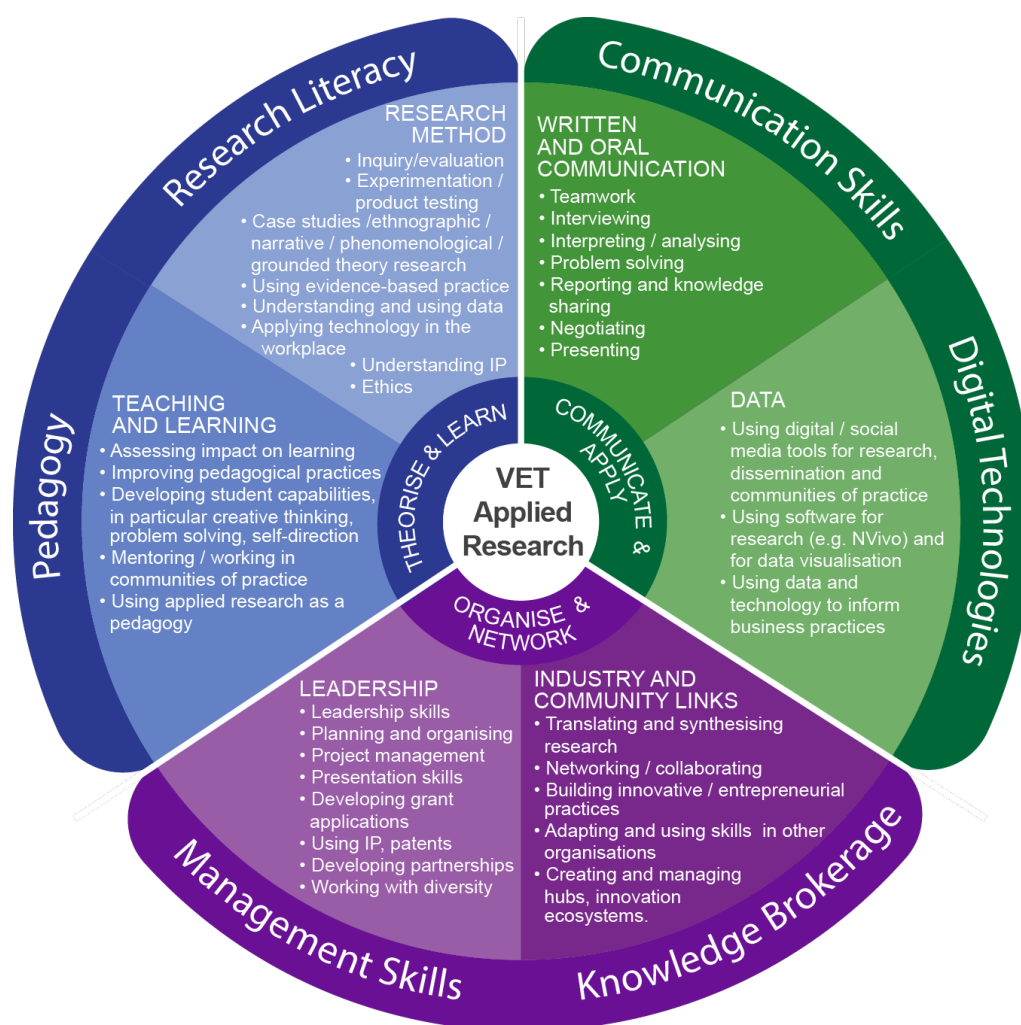 Research Literacy
RESEARCH
METHOD
• Inquiry/evaluation
• Experimentation /
product testing
• Case studies /ethnographic /
narrative / phenomenological /
grounded theory research
• Using evidence-based practice
• Understanding and using data
• Applying technology in the
workplace
• Understanding IP
• Ethics
Communication Skills
WRITTEN
AND ORAL
COMMUNICATION
• Teamwork
• Interviewing
• Interpreting / analysing
• Problem solving
• Reporting and knowledge
sharing
• Negotiating
• Presenting
Pedagogy
TEACHING
AND LEARNING
• Assessing impact on learning
• Improving pedagogical practices
• Developing student capabilities,
in particular creative thinking,
problem solving, self-direction
• Mentoring / working in
communities of practice
• Using applied research as a
pedagogy
THEORISE & LEARN
VET
Applied
Research
COMMUNICATE &
APPLY
ORGANISE &
NETWORK
Digital Technologies
DATA
• Using digital / social
media tools for research,
dissemination and
communities of practice
• Using software for
research (e.g. NVivo) and
for data visualisation
• Using data and
technology to inform
business practices
LEADERSHIP
• Leadership skills
• Planning and organising
• Project management
• Presentation skills
• Developing grant
applications
• Using IP, patents
• Developing partnerships
• Working with diversity
Management Skills
INDUSTRY AND
COMMUNITY LINKS
• Translating and synthesising
research
• Networking / collaborating
• Building innovative / entrepreneurial
practices
• Adapting and using skills in other
organisations
• Creating and managing
hubs, innovation
ecosystems.
Knowledge Brokerage